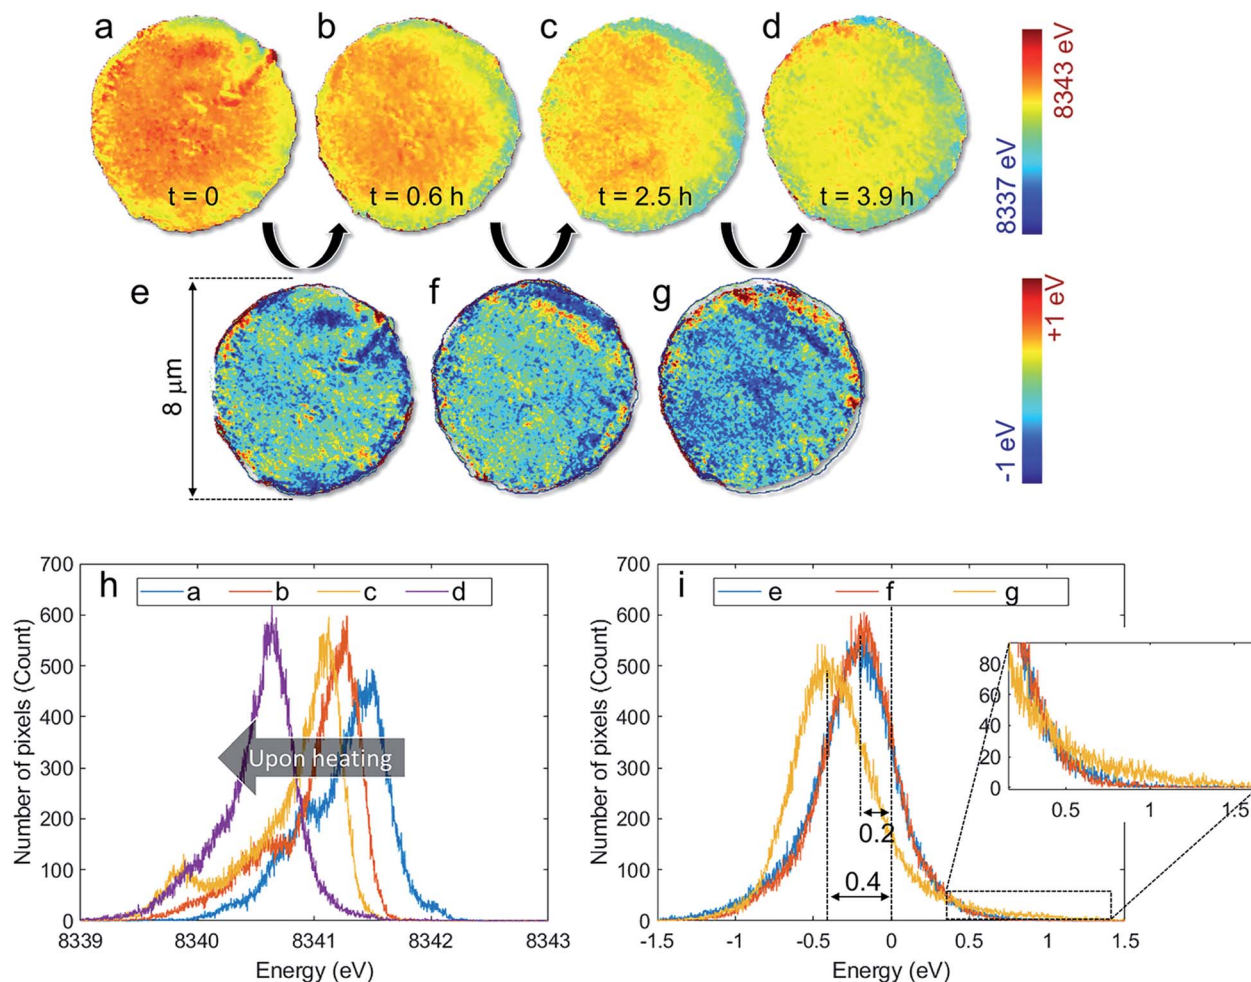 a
b
c
d
t = 0
t = 0.6 h
t = 2.5 h
t = 3.9 h
8337 eV
8343 eV
e
f
g
8 μm
-1 eV
+1 eV
h
a b c d
700
600
500
400
300
200
100
0
Number of pixels (Count)
Upon heating
8339 8340 8341 8342 8343
Energy (eV)
i
e f g
700
600
500
400
300
200
100
0
Number of pixels (Count)
0.2
0.4
-1.5 -1 -0.5 0 0.5 1 1.5
Energy (eV)
80
60
40
20
0
0.5 1 1.5